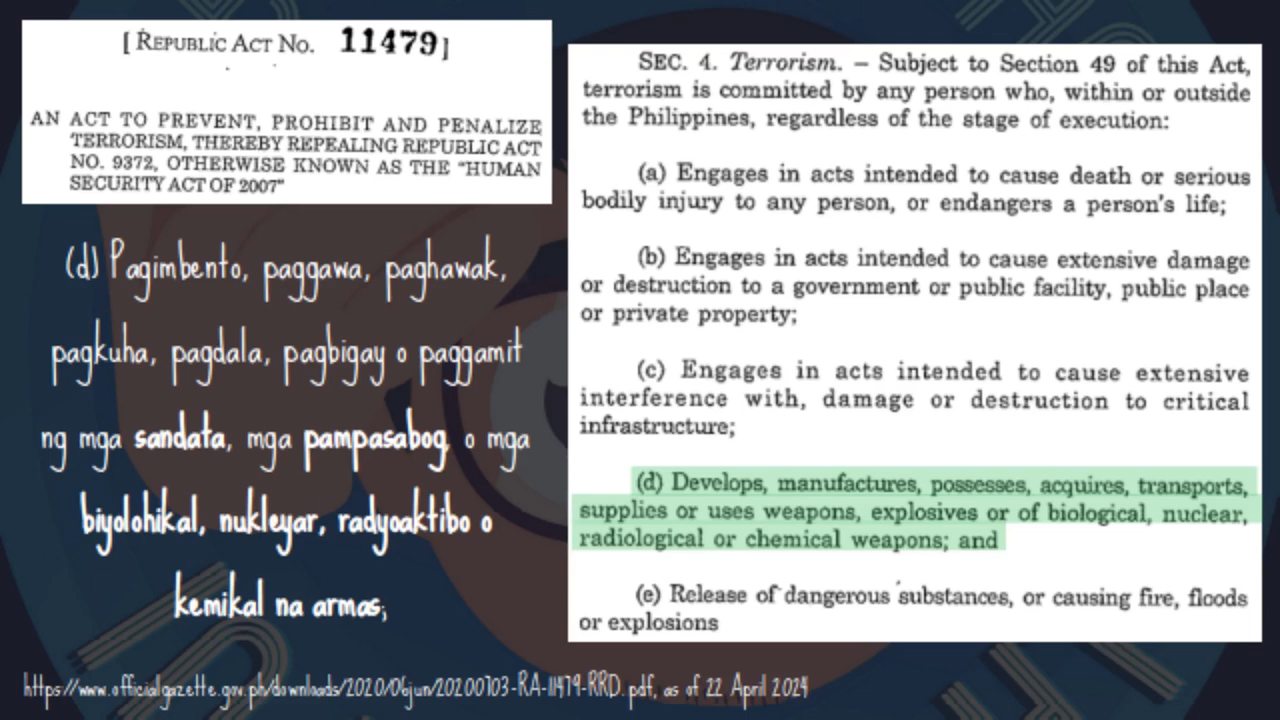 [ REPUBLIC ACT NO. 11479 ]
AN ACT TO PREVENT, PROHIBIT AND PENALIZE
TERRORISM, THEREBY REPEALING REPUBLIC ACT
NO. 9372, OTHERWISE KNOWN AS THE "HUMAN
SECURITY ACT OF 2007"
(d) Pagimbento, paggawa, paghawak,
pagkuha, pagdala, pagbigay o paggamit
ng mga sandata, mga pampasabog, o mga
biyolohikal, nukleyar, radyoaktibo o
kemikal na armas;
SEC. 4. Terrorism. – Subject to Section 49 of this Act,
terrorism is committed by any person who, within or outside
the Philippines, regardless of the stage of execution:
(a) Engages in acts intended to cause death or serious
bodily injury to any person, or endangers a person's life;
(b) Engages in acts intended to cause extensive damage
or destruction to a government or public facility, public place
or private property;
(c) Engages in acts intended to cause extensive
interference with, damage or destruction to critical
infrastructure;
(d) Develops, manufactures, possesses, acquires, transports,
supplies or uses weapons, explosives or of biological, nuclear,
radiological or chemical weapons; and
(e) Release of dangerous substances, or causing fire, floods
or explosions
https://www.officialgazette.gov.ph/downloads/2020/06jun/20200703-RA-11479-RRD.pdf, as of 22 April 2024